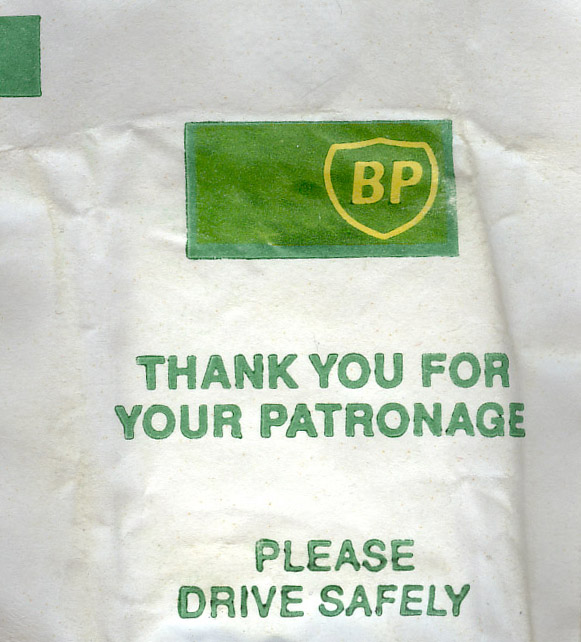 BP
THANK YOU FOR
YOUR PATRONAGE
PLEASE
DRIVE SAFELY